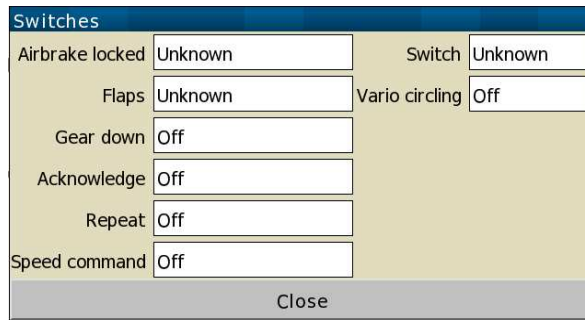 Switches
Airbrake locked Unknown Switch Unknown
Flaps Unknown Vario circling Off
Gear down Off
Acknowledge Off
Repeat Off
Speed command Off
Close